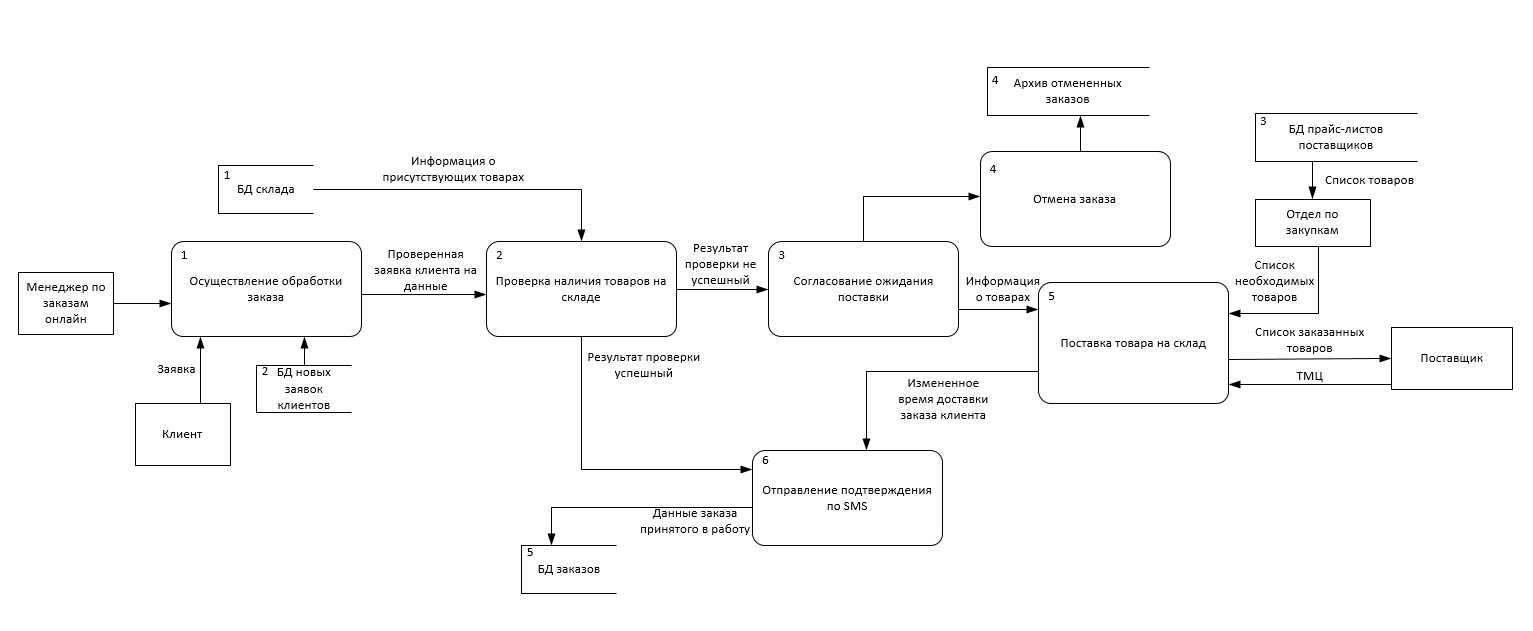 4
Архив отмененных
заказов
3
БД прайс-листов
поставщиков
Список товаров
Отдел по
закупкам
Список
необходимых
товаров
4
Отмена заказа
1
БД склада
Информация о
присутствующих товарах
Менеджер по
заказам
онлайн
1
Осуществление обработки
заказа
Проверенная
заявка клиента на
данные
2
Проверка наличия товаров на
складе
Результат
проверки не
успешный
3
Согласование ожидания
поставки
Информация
о товарах
5
Поставка товара на склад
Список заказанных
товаров
ТМЦ
Поставщик
Заявка
Клиент
2
БД новых
заявок
клиентов
Результат проверки
успешный
Измененное
время доставки
заказа клиента
6
Отправление подтверждения
по SMS
Данные заказа
принятого в работу
5
БД заказов